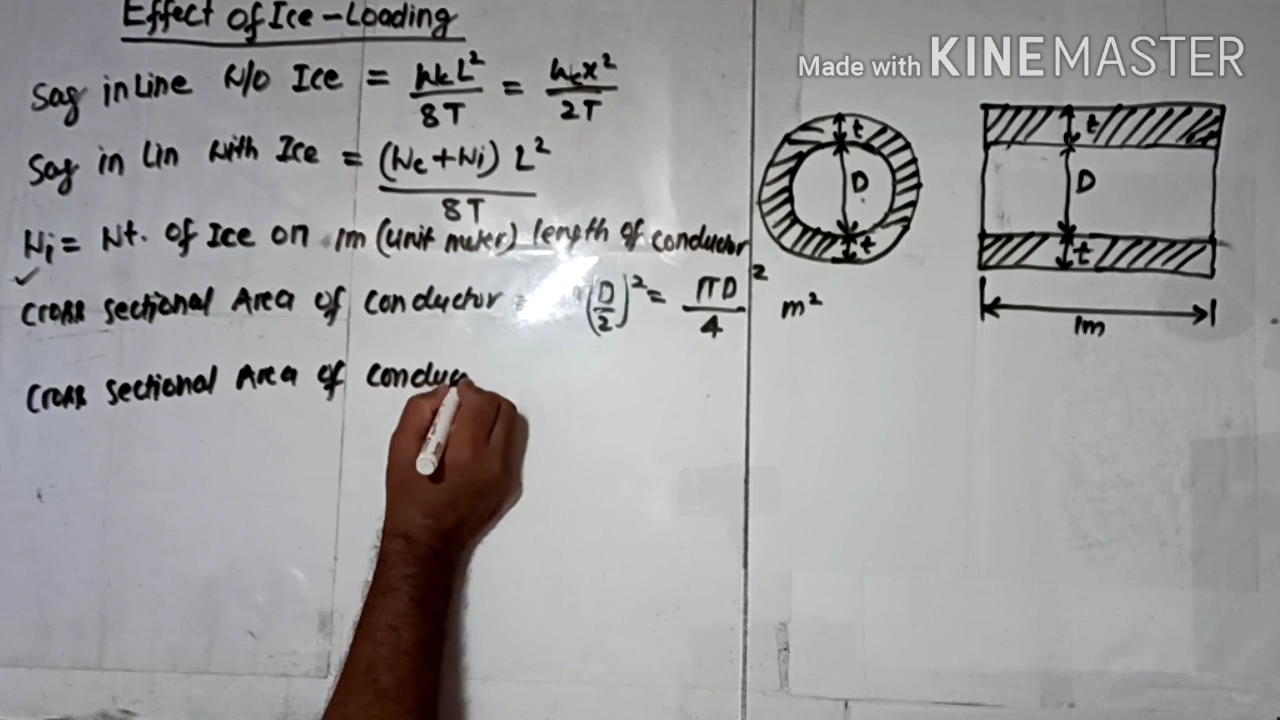 Effect of Ice-Loading
Sag in Line W/o Ice = WcL²/8T = Wcx²/2T
Sag in Lin With Ice = (Wc+Wi) L²/8T
Wi = Wt. of Ice on 1m (unit meter) length of conductor
Cross sectional Area of conductor = (D/2)² = πD²/4 m²
Cross sectional Area of conduc
Made with KINEMASTER
t
D
t
t
D
t
1m